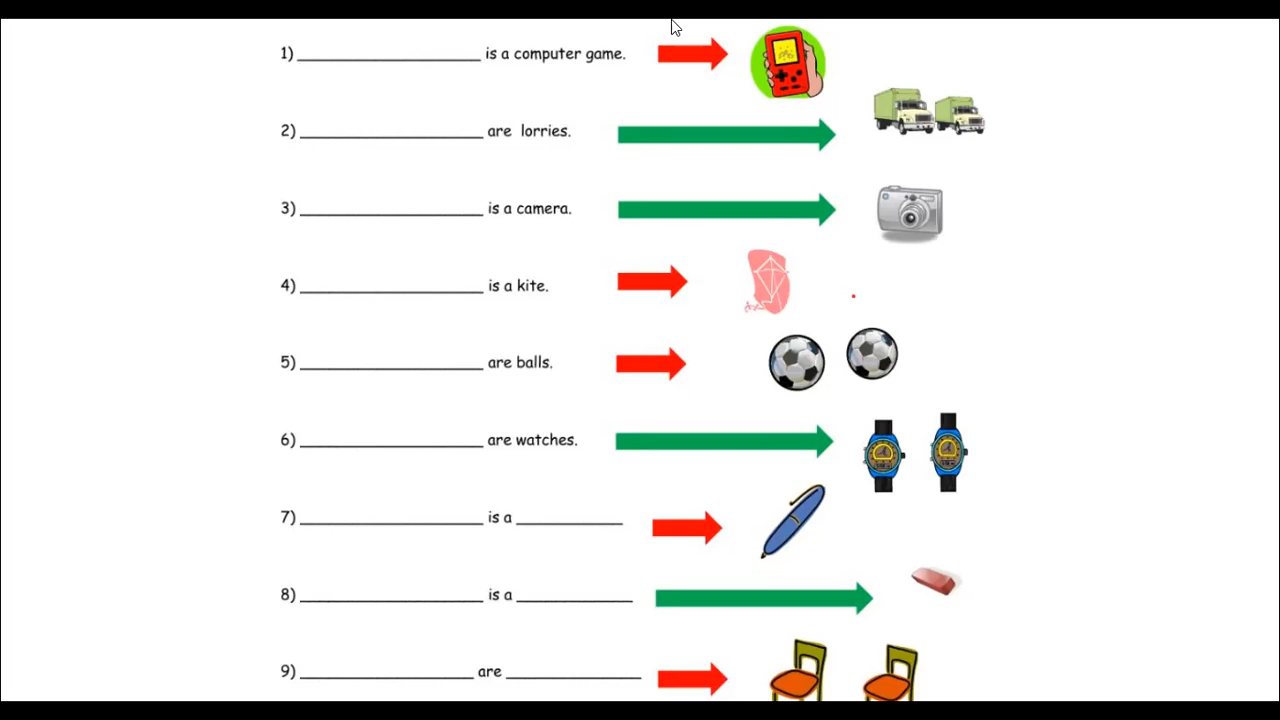 1) ____________________ is a computer game.
2) ____________________ are lorries.
3) ____________________ is a camera.
4) ____________________ is a kite.
5) ____________________ are balls.
6) ____________________ are watches.
7) ____________________ is a ____________
8) ____________________ is a ____________
9) ____________________ are ____________